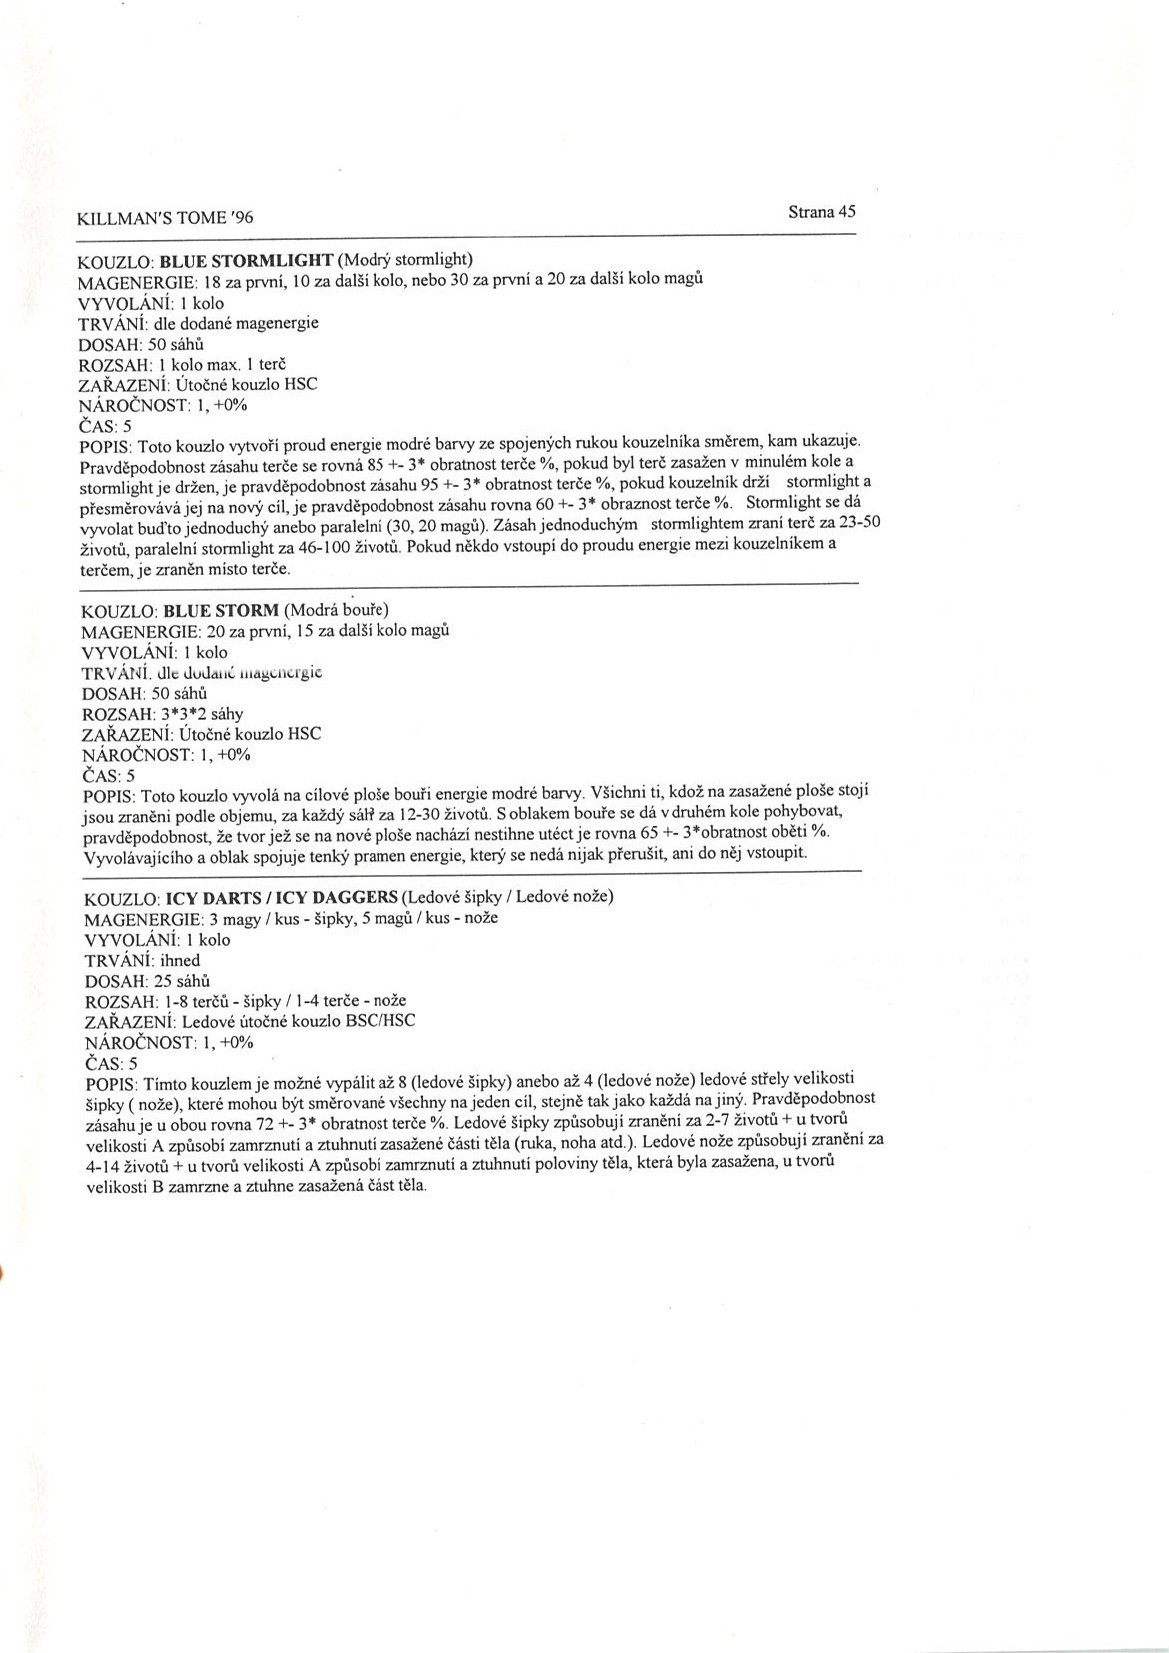 KILLMAN'S TOME '96
Strana 45
KOUZLO: BLUE STORMLIGHT (Modrý stormlight)
MAGENERGIE: 18 za první, 10 za další kolo, nebo 30 za první a 20 za další kolo magů
VYVOLÁNÍ: 1 kolo
TRVÁNÍ: dle dodané magenergie
DOSAH: 50 sáhů
ROZSAH: 1 kolo max. 1 terč
ZAŘAZENÍ: Útočné kouzlo HSC
NÁROČNOST: 1, +0%
ČAS: 5
POPIS: Toto kouzlo vytvoří proud energie modré barvy ze spojených rukou kouzelníka směrem, kam ukazuje.
Pravděpodobnost zásahu terče se rovná 85 +- 3* obratnost terče %, pokud byl terč zasažen v minulém kole a
stormlight je držen, je pravděpodobnost zásahu 95 +- 3* obratnost terče %, pokud kouzelník drží stormlight a
přesměrovává jej na nový cíl, je pravděpodobnost zásahu rovna 60 +- 3* obraznost terče %. Stormlight se dá
vyvolat buďto jednoduchý anebo paralelní (30, 20 magů). Zásah jednoduchým stormlightem zraní terč za 23-50
životů, paralelní stormlight za 46-100 životů. Pokud někdo vstoupí do proudu energie mezi kouzelníkem a
terčem, je zraněn místo terče.
KOUZLO: BLUE STORM (Modrá bouře)
MAGENERGIE: 20 za první, 15 za další kolo magů
VYVOLÁNÍ: 1 kolo
TRVÁNÍ. dle dodané magenergie
DOSAH: 50 sáhů
ROZSAH: 3*3*2 sáhy
ZAŘAZENÍ: Útočné kouzlo HSC
NÁROČNOST: 1, +0%
ČAS: 5
POPIS: Toto kouzlo vyvolá na cílové ploše bouři energie modré barvy. Všichni ti, kdož na zasažené ploše stojí
jsou zraněni podle objemu, za každý sáh za 12-30 životů. S oblakem bouře se dá v druhém kole pohybovat,
pravděpodobnost, že tvor jež se na nové ploše nachází nestihne utéct je rovna 65 +- 3*obratnost oběti %.
Vyvolávajícího a oblak spojuje tenký pramen energie, který se nedá nijak přerušit, ani do něj vstoupit.
KOUZLO: ICY DARTS / ICY DAGGERS (Ledové šipky / Ledové nože)
MAGENERGIE: 3 magy / kus - šipky, 5 magů / kus - nože
VYVOLÁNÍ: 1 kolo
TRVÁNÍ: ihned
DOSAH: 25 sáhů
ROZSAH: 1-8 terčů - šipky / 1-4 terče - nože
ZAŘAZENÍ: Ledové útočné kouzlo BSC/HSC
NÁROČNOST: 1, +0%
ČAS: 5
POPIS: Tímto kouzlem je možné vypálit až 8 (ledové šipky) anebo až 4 (ledové nože) ledové střely velikosti
šipky ( nože), které mohou být směrované všechny na jeden cíl, stejně tak jako každá na jiný. Pravděpodobnost
zásahu je u obou rovna 72 +- 3* obratnost terče %. Ledové šipky způsobují zranění za 2-7 životů + u tvorů
velikosti A způsobí zamrznutí a ztuhnutí zasažené části těla (ruka, noha atd.). Ledové nože způsobují zranění za
4-14 životů + u tvorů velikosti A způsobí zamrznutí a ztuhnutí poloviny těla, která byla zasažena, u tvorů
velikosti B zamrzne a ztuhne zasažená část těla.